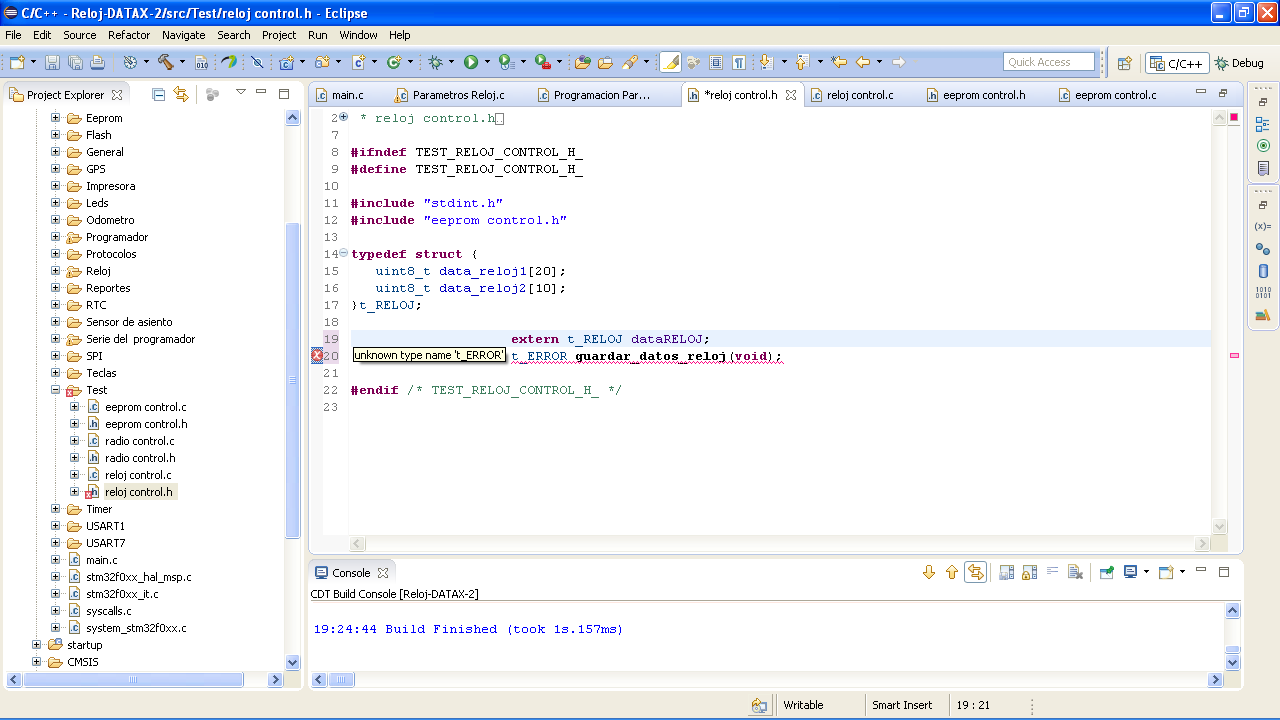 C/C++ - Reloj-DATAX-2/src/Test/reloj control.h - Eclipse
File Edit Source Refactor Navigate Search Project Run Window Help
Quick Access C/C++ Debug
Project Explorer
main.c Parametros Reloj.c Programacion Par... *reloj control.h reloj control.c eeprom control.h eeprom control.c
Eeprom
Flash
General
GPS
Impresora
Leds
Odometro
Programador
Protocolos
Reloj
Reportes
RTC
Sensor de asiento
Serie del programador
SPI
Teclas
Test
eeprom control.c
eeprom control.h
radio control.c
radio control.h
reloj control.c
reloj control.h
Timer
USART1
USART7
main.c
stm32f0xx_hal_msp.c
stm32f0xx_it.c
syscalls.c
system_stm32f0xx.c
startup
CMSIS
2 * reloj control.h
7
8 #ifndef TEST_RELOJ_CONTROL_H_
9 #define TEST_RELOJ_CONTROL_H_
10
11 #include "stdint.h"
12 #include "eeprom control.h"
13
14 typedef struct {
15 uint8_t data_reloj1[20];
16 uint8_t data_reloj2[10];
17 }t_RELOJ;
18
19 extern t_RELOJ dataRELOJ;
20 unknown type name 't_ERROR' t_ERROR guardar_datos_reloj(void);
21
22 #endif /* TEST_RELOJ_CONTROL_H_ */
23
Console
CDT Build Console [Reloj-DATAX-2]
19:24:44 Build Finished (took 1s.157ms)
Writable Smart Insert 19 : 21